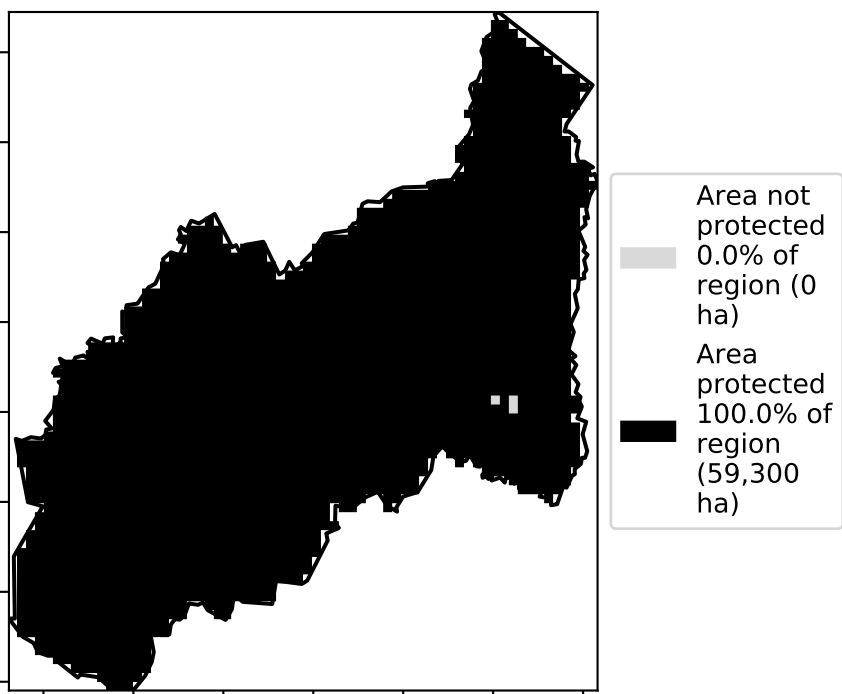 Area not
protected
0.0% of
region (0
ha)
Area
protected
100.0% of
region
(59,300
ha)